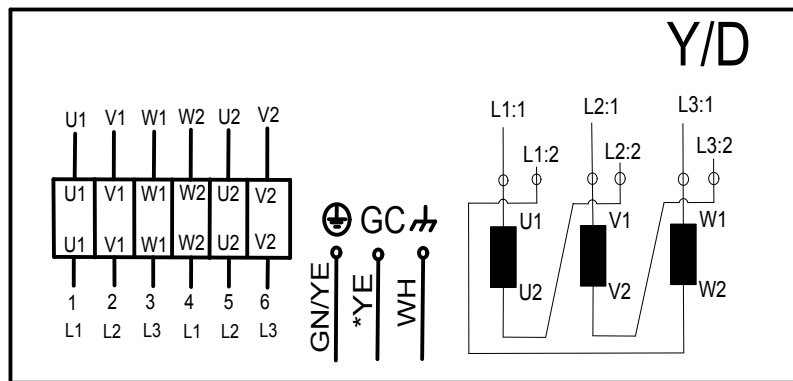 Y/D
U1 V1 W1 W2 U2 V2
U1 V1 W1 W2 U2 V2
U1 V1 W1 W2 U2 V2
1 2 3 4 5 6
L1 L2 L3 L1 L2 L3
GC
GN/YE
*YE
WH
L1:1 L2:1 L3:1
L1:2 L2:2 L3:2
U1 V1 W1
U2 V2 W2